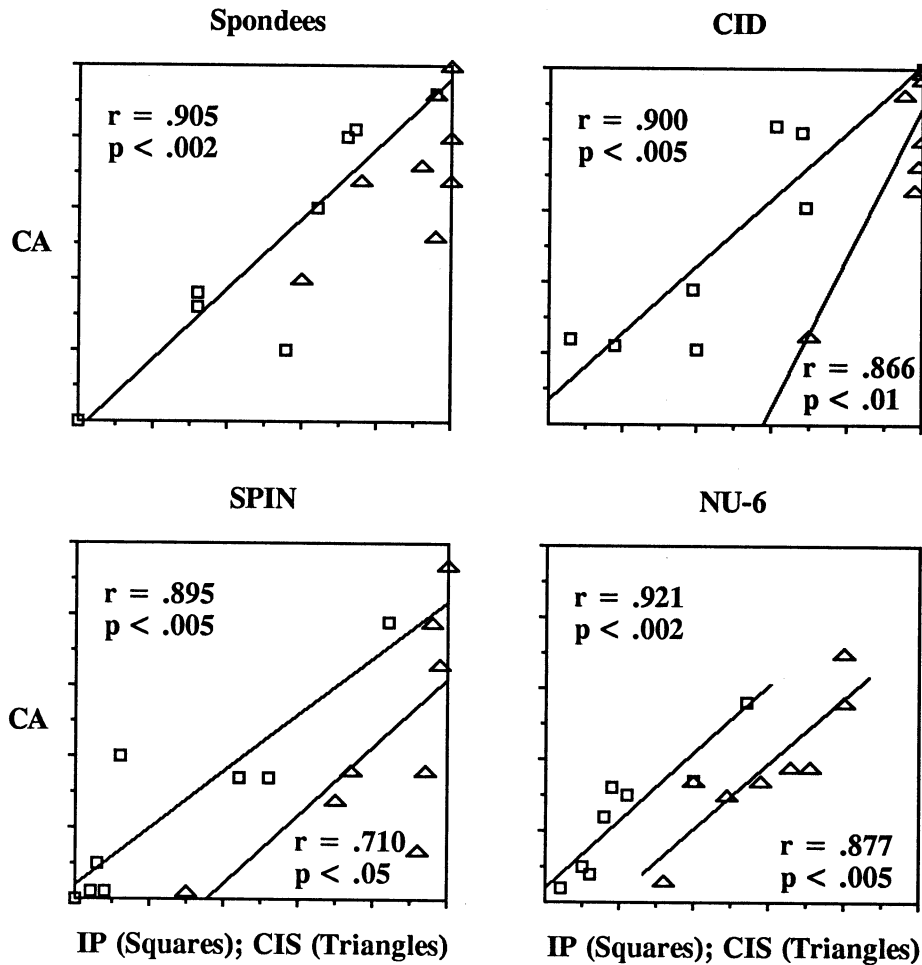 Spondees
CID
r = .905
p < .002
r = .900
p < .005
CA
r = .866
p < .01
SPIN
NU-6
r = .895
p < .005
r = .921
p < .002
CA
r = .710
p < .05
r = .877
p < .005
IP (Squares); CIS (Triangles)
IP (Squares); CIS (Triangles)